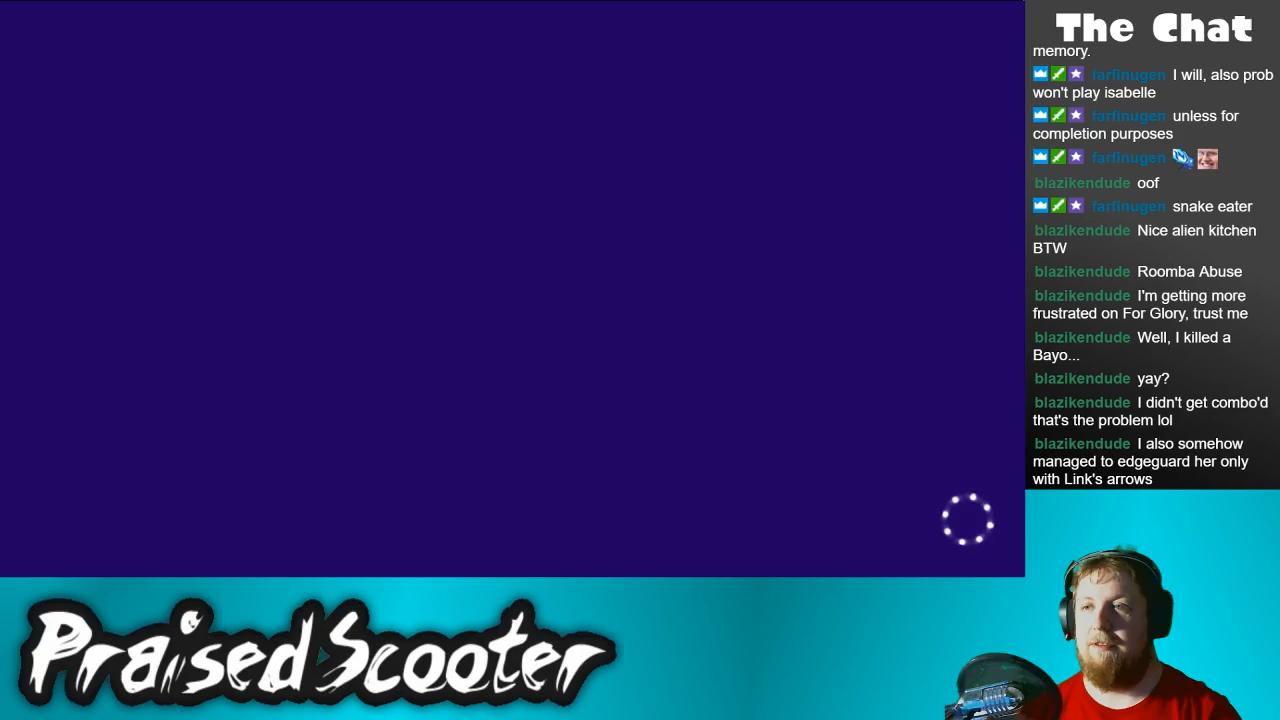 The Chat
memory.
farfinugen I will, also prob
won't play isabelle
farfinugen unless for
completion purposes
farfinugen
blazikendude oof
farfinugen snake eater
blazikendude Nice alien kitchen
BTW
blazikendude Roomba Abuse
blazikendude I'm getting more
frustrated on For Glory, trust me
blazikendude Well, I killed a
Bayo...
blazikendude yay?
blazikendude I didn't get combo'd
that's the problem lol
blazikendude I also somehow
managed to edgeguard her only
with Link's arrows
PraisedScooter